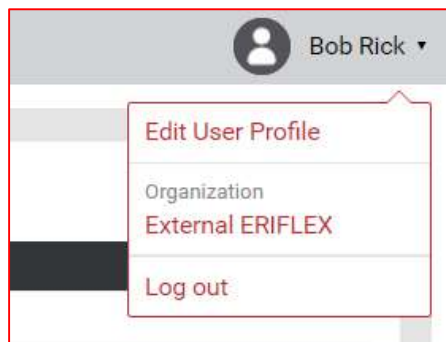 Bob Rick ▾
Edit User Profile
Organization
External ERIFLEX
Log out